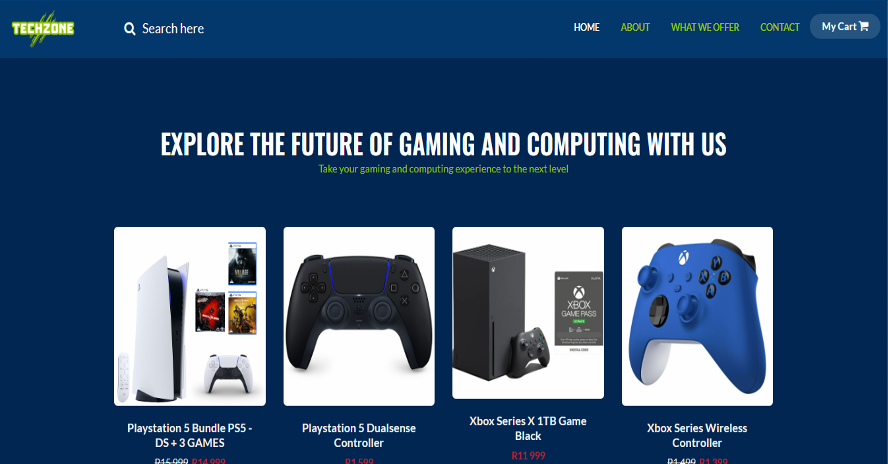 TECHZONE
Search here
HOME
ABOUT
WHAT WE OFFER
CONTACT
My Cart
EXPLORE THE FUTURE OF GAMING AND COMPUTING WITH US
Take your gaming and computing experience to the next level
VILLAGE
XBOX
GAME PASS
Playstation 5 Bundle PS5 -
DS + 3 GAMES
R15 999 R14 999
Playstation 5 Dualsense
Controller
R1 599
Xbox Series X 1TB Game
Black
R11 999
Xbox Series Wireless
Controller
R1 499 R1 399